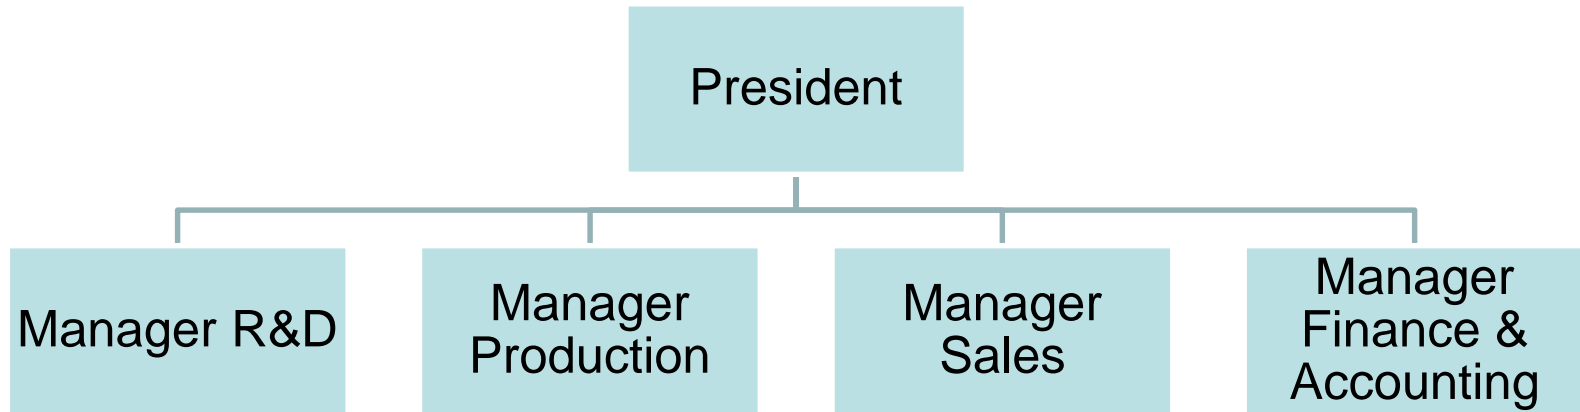 President
Manager R&D
Manager
Production
Manager
Sales
Manager
Finance &
Accounting